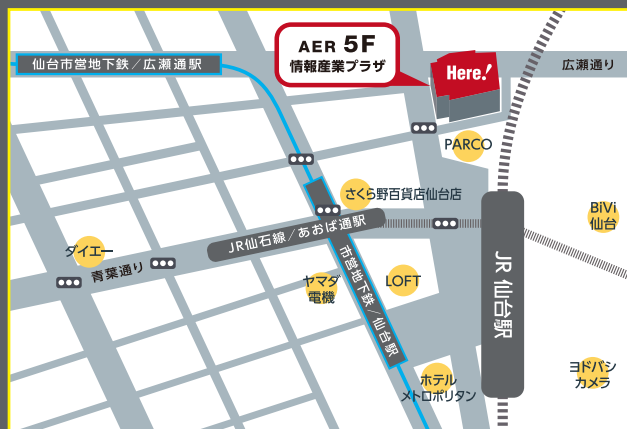 仙台市営地下鉄／広瀬通駅
AER 5F
情報産業プラザ
Here!
広瀬通り
PARCO
さくら野百貨店仙台店
BiVi
仙台
JR仙石線／あおば通駅
ダイエー
青葉通り
ヤマダ
電機
市営地下鉄／仙台駅
LOFT
JR 仙台駅
ホテル
メトロポリタン
ヨドバシ
カメラ